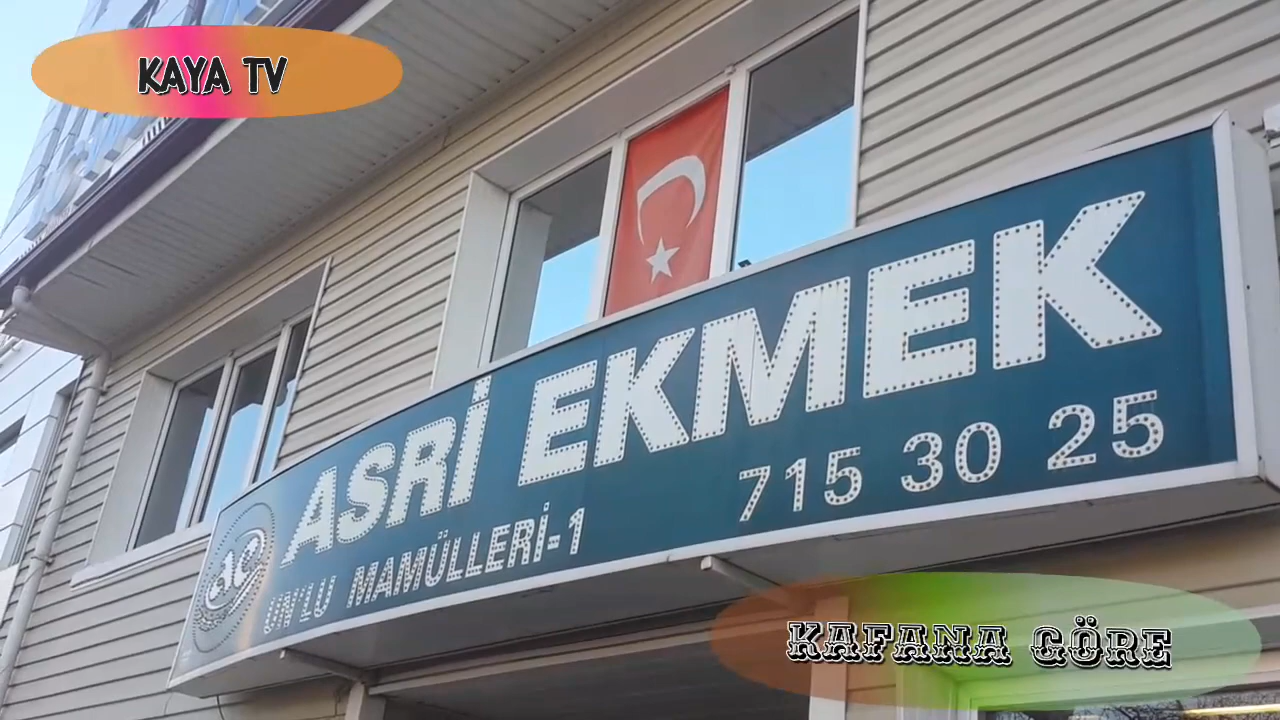 KAYA TV
ASRİ EKMEK
UN'LU MAMÜLLERİ-1
715 30 25
KAFANA GÖRE